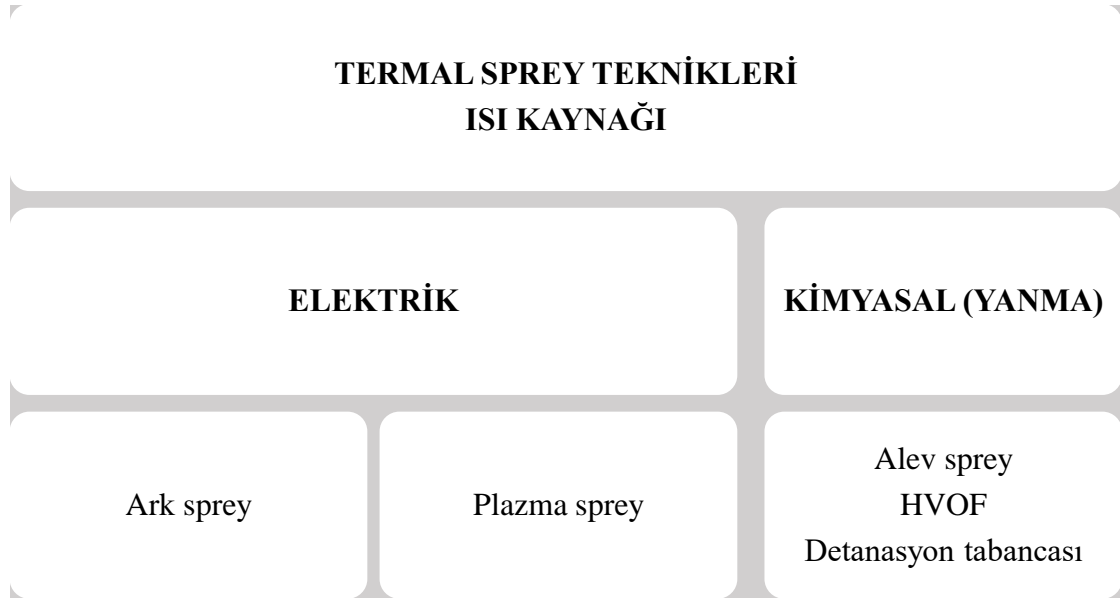 TERMAL SPREY TEKNİKLERİ
ISI KAYNAĞI
ELEKTRİK
KİMYASAL (YANMA)
Ark sprey
Plazma sprey
Alev sprey
HVOF
Detanasyon tabancası